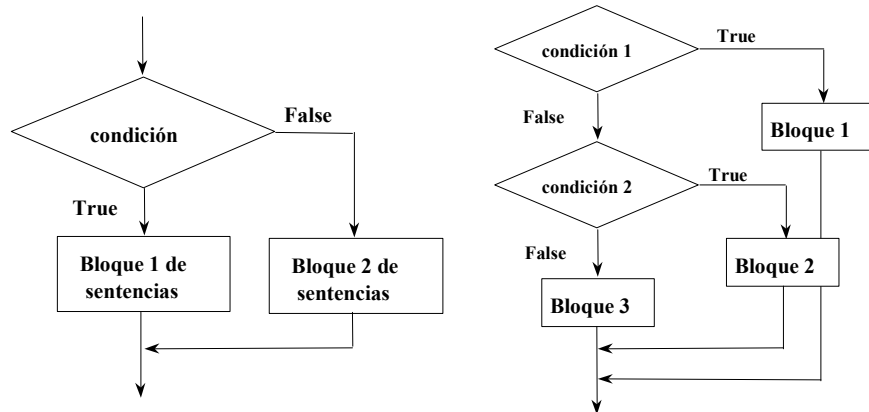 condición
False
True
Bloque 1 de
sentencias
Bloque 2 de
sentencias
condición 1
True
False
Bloque 1
condición 2
True
False
Bloque 2
Bloque 3